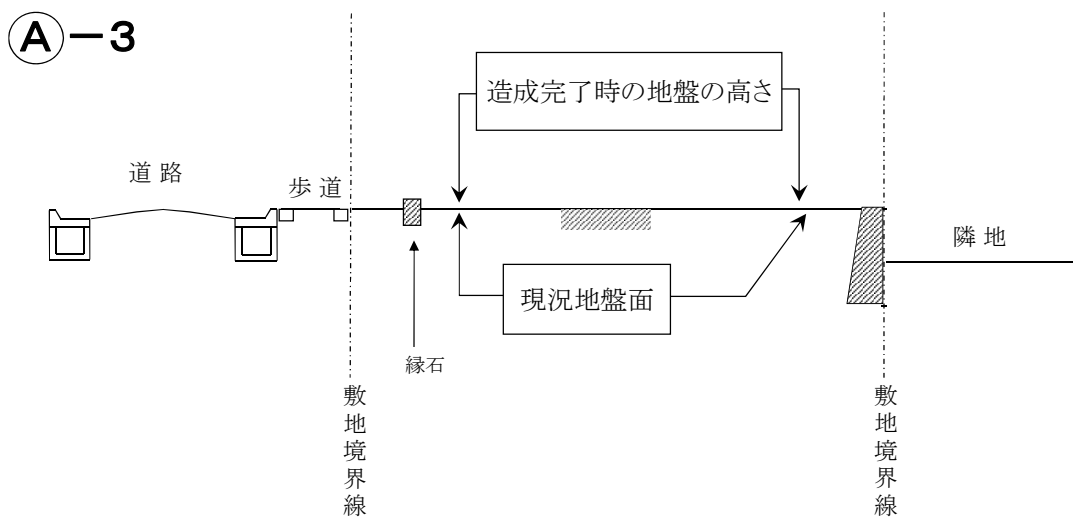 Ⓐ－３
造成完了時の地盤の高さ
道 路
歩 道
隣 地
現況地盤面
縁石
敷地境界線
敷地境界線